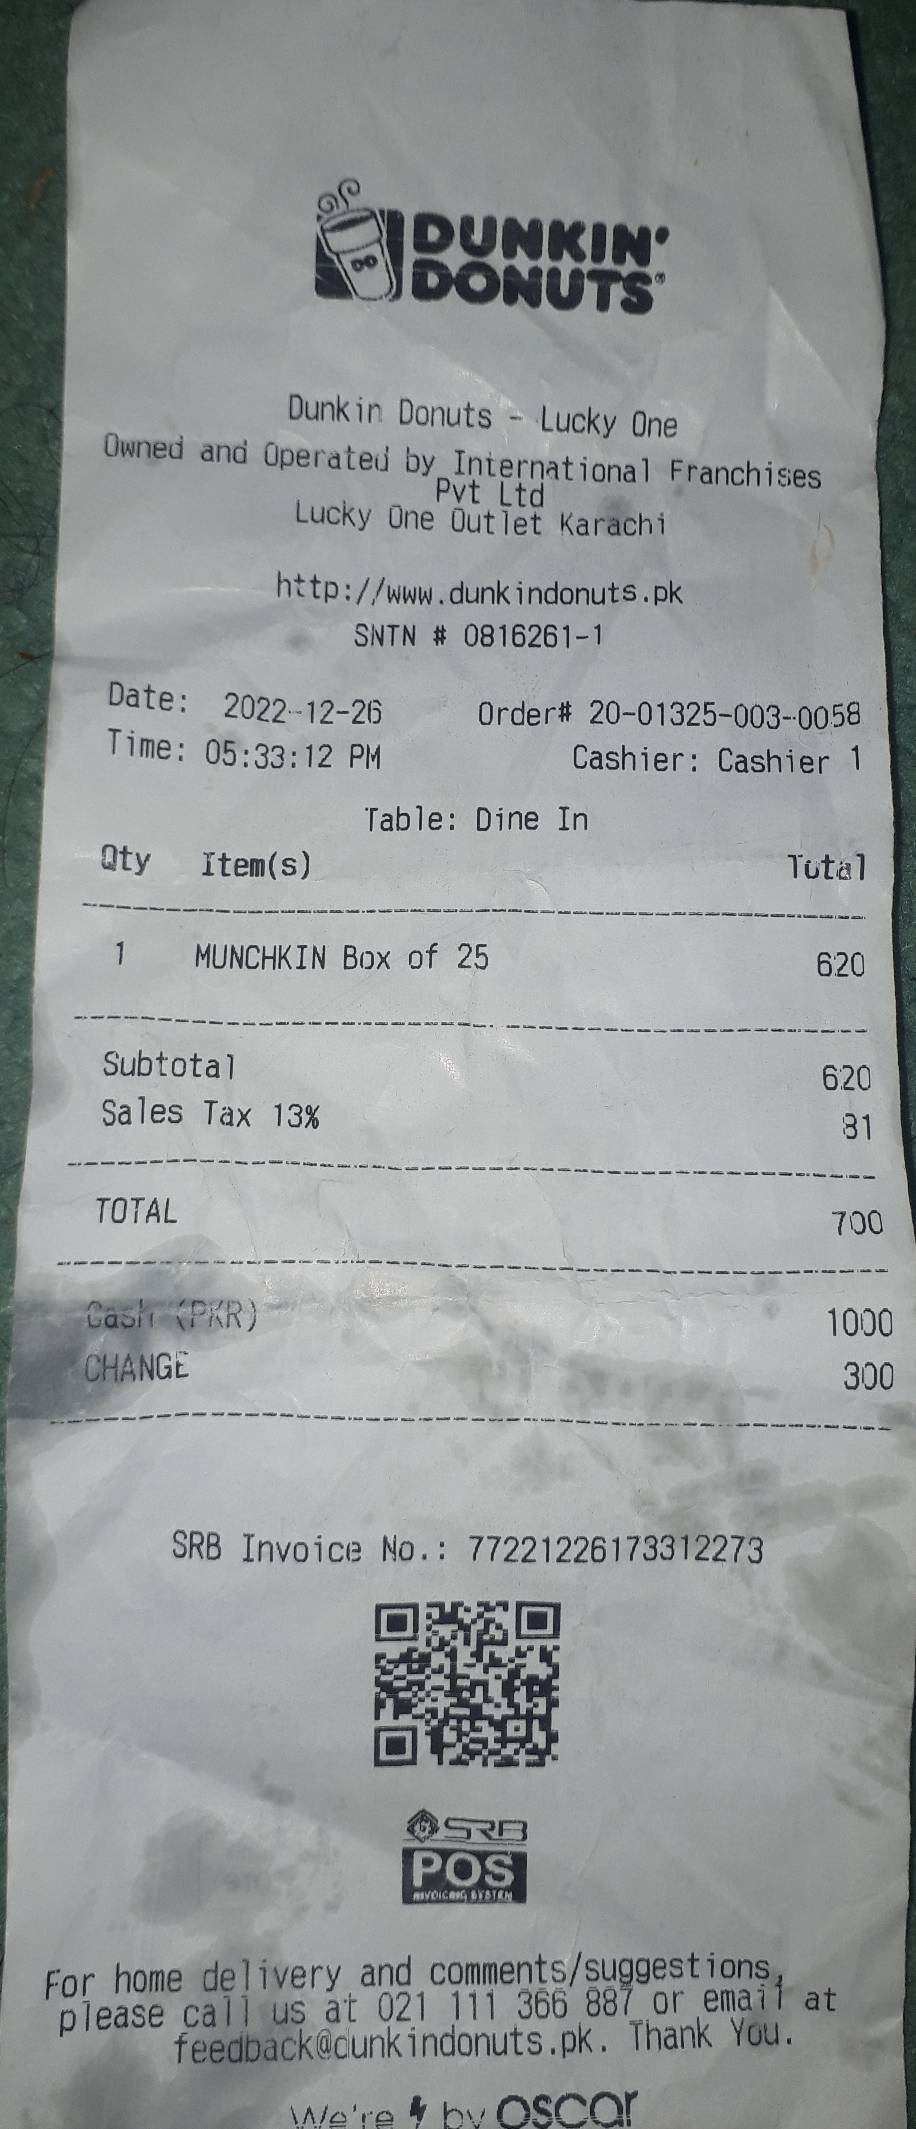 DUNKIN'
DONUTS®
Dunkin Donuts - Lucky One
Owned and Operated by International Franchises
Pvt Ltd
Lucky One Outlet Karachi
http://www.dunkindonuts.pk
SNTN # 0816261-1
Date: 2022-12-26 Order# 20-01325-003-0058
Time: 05:33:12 PM Cashier: Cashier 1
Table: Dine In
Qty Item(s) Total
1 MUNCHKIN Box of 25 620
Subtotal 620
Sales Tax 13% 81
TOTAL 700
Cash (PKR) 1000
CHANGE 300
SRB Invoice No.: 77221226173312273
SRB
POS
INVOICING SYSTEM
For home delivery and comments/suggestions,
please call us at 021 111 366 887 or email at
feedback@dunkindonuts.pk. Thank You.
We're by oscar